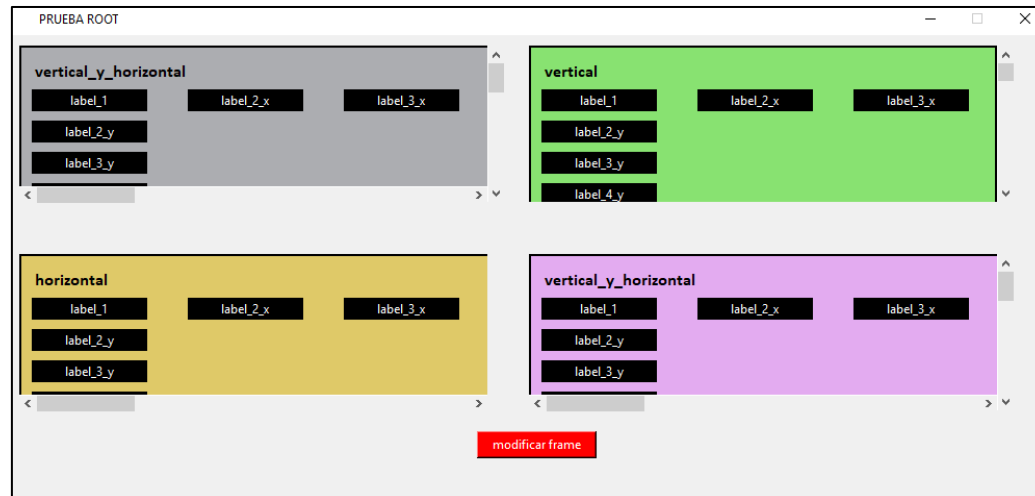 PRUEBA ROOT
vertical_y_horizontal
label_1 label_2_x label_3_x
label_2_y
label_3_y
vertical
label_1 label_2_x label_3_x
label_2_y
label_3_y
label_4_y
horizontal
label_1 label_2_x label_3_x
label_2_y
label_3_y
vertical_y_horizontal
label_1 label_2_x label_3_x
label_2_y
label_3_y
modificar frame